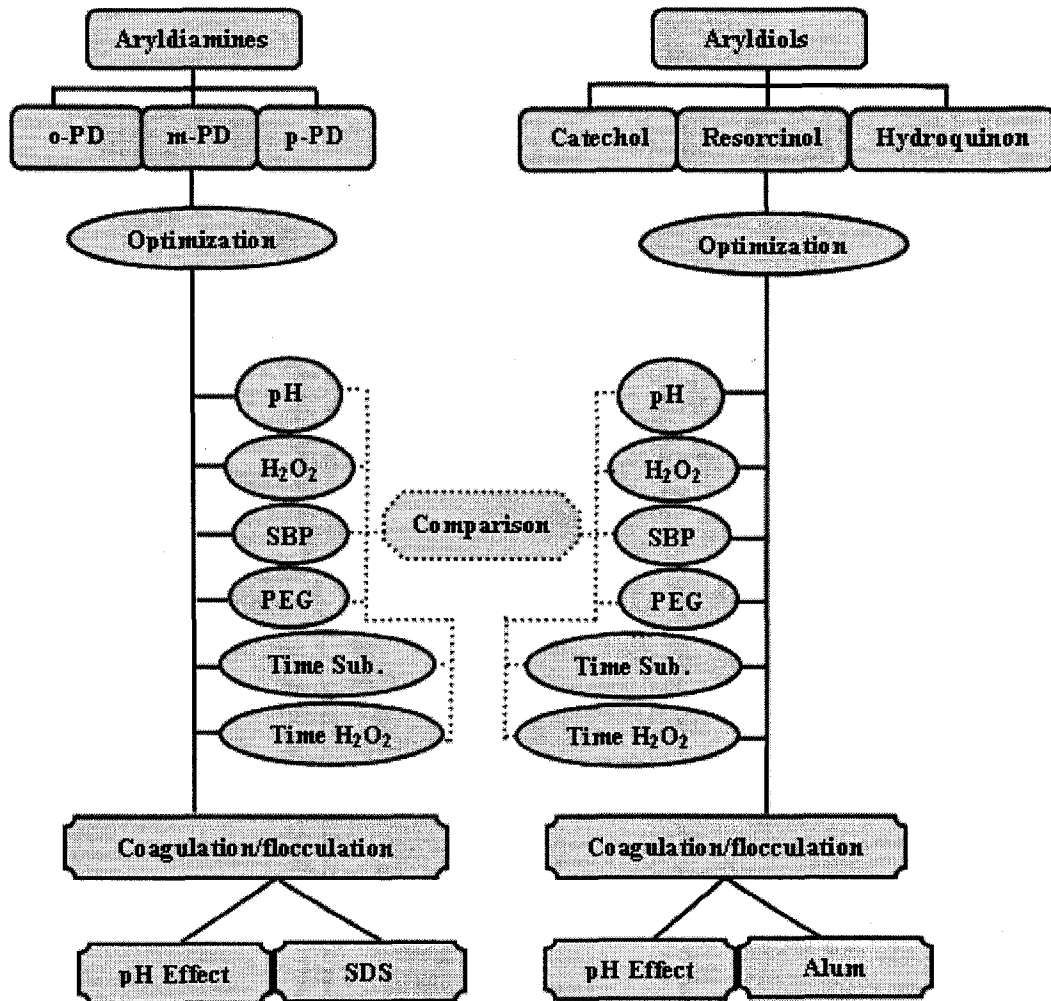 Aryldiamines
o-PD
m-PD
p-PD
Optimization
pH
H₂O₂
SBP
PEG
Time Sub.
Time H₂O₂
Coagulation/flocculation
pH Effect
SDS
Comparison
Aryldiols
Catechol
Resorcinol
Hydroquinon
Optimization
pH
H₂O₂
SBP
PEG
Time Sub.
Time H₂O₂
Coagulation/flocculation
pH Effect
Alum